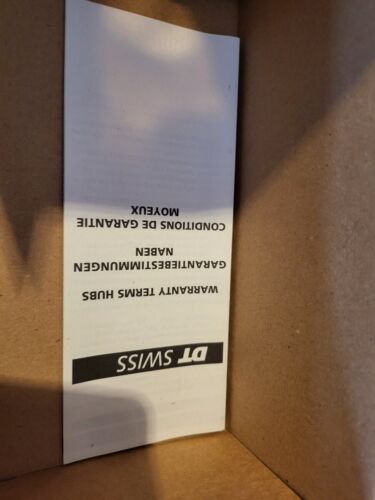 DT SWISS
WARRANTY TERMS HUBS
GARANTIEBESTIMMUNGEN
NABEN
CONDITIONS DE GARANTIE
MOYEUX